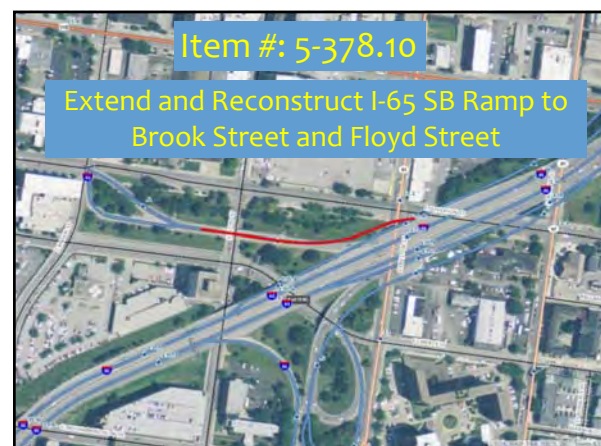 Item #: 5-378.10
Extend and Reconstruct I-65 SB Ramp to
Brook Street and Floyd Street